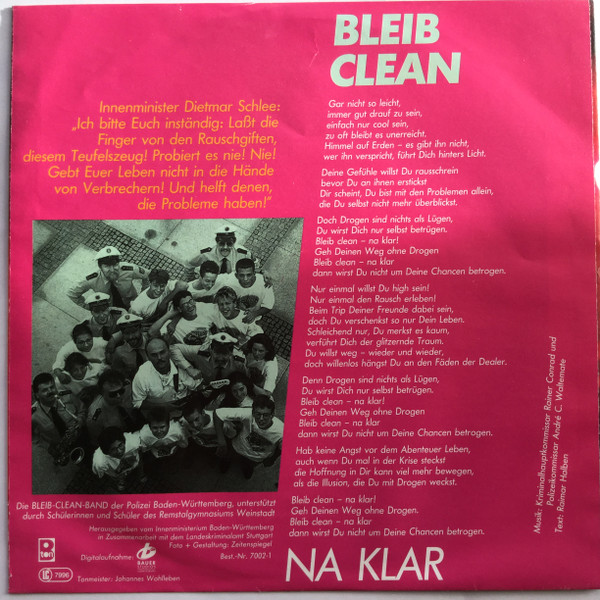 BLEIB
CLEAN
Innenminister Dietmar Schlee:
„Ich bitte Euch inständig: Laßt die
Finger von den Rauschgiften,
diesem Teufelszeug! Probiert es nie! Nie!
Gebt Euer Leben nicht in die Hände
von Verbrechern! Und helft denen,
die Probleme haben!"
Gar nicht so leicht,
immer gut drauf zu sein,
einfach nur cool sein,
zu oft bleibt es unerreicht.
Himmel auf Erden – es gibt ihn nicht,
wer ihn verspricht, führt Dich hinters Licht.
Deine Gefühle willst Du rausschrein
bevor Du an ihnen erstickst
Dir scheint, Du bist mit den Problemen allein,
die Du selbst nicht mehr überblickst.
Doch Drogen sind nichts als Lügen,
Du wirst Dich nur selbst betrügen.
Bleib clean – na klar!
Geh Deinen Weg ohne Drogen
Bleib clean – na klar
dann wirst Du nicht um Deine Chancen betrogen.
Nur einmal willst Du high sein!
Nur einmal den Rausch erleben!
Beim Trip Deiner Freunde dabei sein,
doch Du verschenkst so nur Dein Leben.
Schleichend nur, Du merkst es kaum,
verführt Dich der glitzernde Traum.
Du willst weg – wieder und wieder,
doch willenlos hängst Du an den Fäden der Dealer.
Denn Drogen sind nichts als Lügen,
Du wirst Dich nur selbst betrügen.
Bleib clean – na klar!
Geh Deinen Weg ohne Drogen
Bleib clean – na klar
dann wirst Du nicht um Deine Chancen betrogen.
Hab keine Angst vor dem Abenteuer Leben,
auch wenn Du mal in der Krise steckst
die Hoffnung in Dir kann viel mehr bewegen,
als die Illusion, die Du mit Drogen weckst.
Bleib clean – na klar!
Geh Deinen Weg ohne Drogen.
Bleib clean – na klar
dann wirst Du nicht um Deine Chancen betrogen.
NA KLAR
Musik: Kriminalhauptkommissar Rainer Conrad und
Polizeikommissar André C. Waltemate
Text: Raimar Halben
Die BLEIB-CLEAN-BAND der Polizei Baden-Württemberg, unterstützt
durch Schülerinnen und Schüler des Remstalgymnasiums Weinstadt
Herausgegeben vom Innenministerium Baden-Württemberg
in Zusammenarbeit mit dem Landeskriminalamt Stuttgart
Foto + Gestaltung: Zeitenspiegel
Digitalaufnahme:
BAUER
Best.-Nr. 7002-1
ton
LC 7996
Tonmeister: Johannes Wohlleben